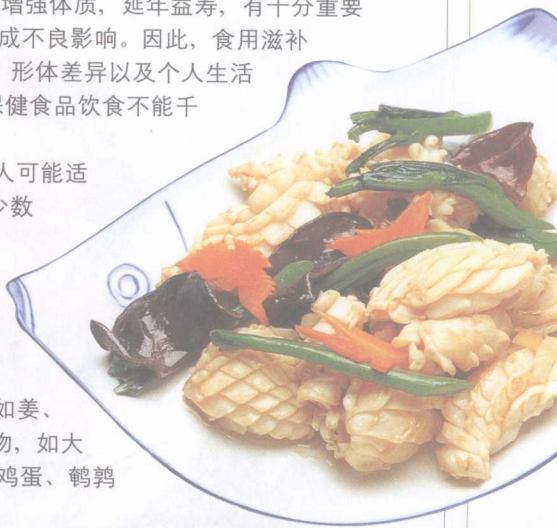 增强体质，延年益寿，有十分重要
成不良影响。因此，食用滋补
形体差异以及个人生活
保健食品饮食不能千
人可能适
少数
如姜、
物，如大
鸡蛋、鹌鹑